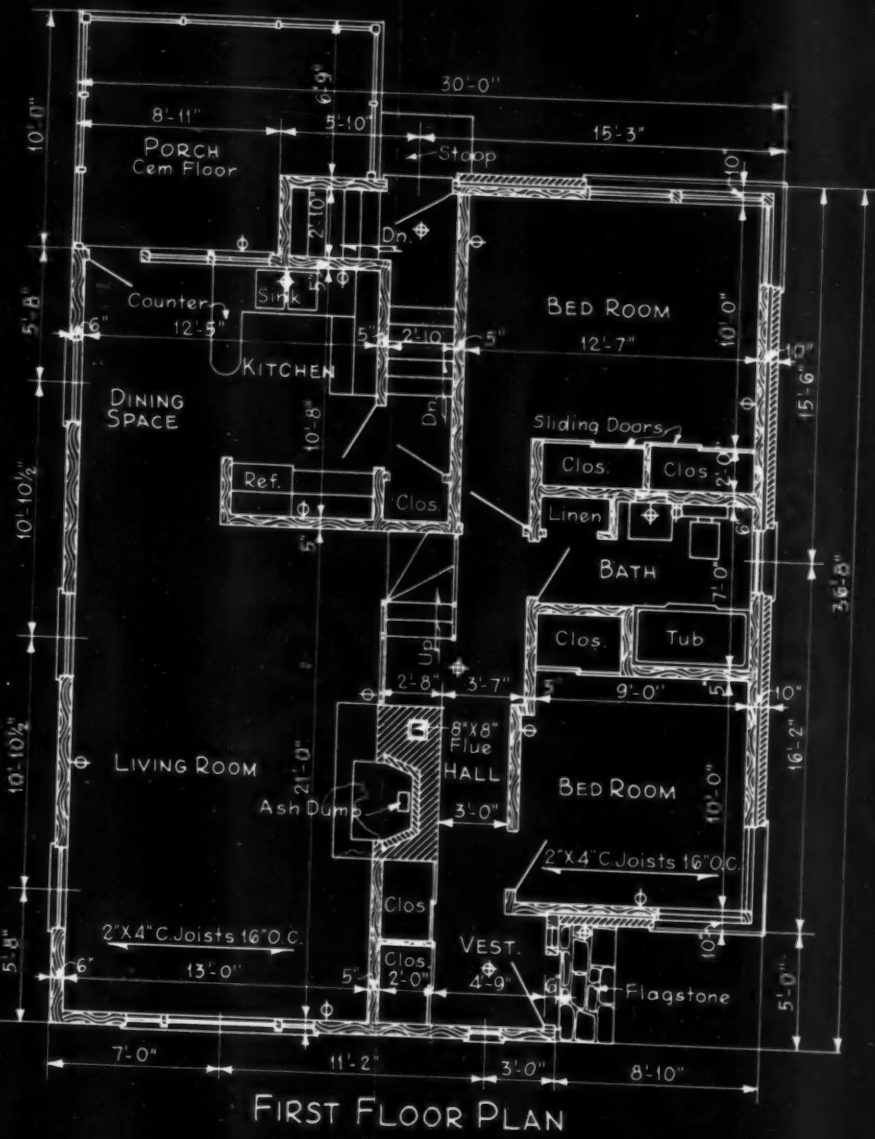 30'-0"
10'-0"
8'-11"
6'-9"
5'-10"
15'-3"
PORCH
Cem Floor
Stoop
10"
2'-10"
Dn.
5"
Sink
Counter
5'-8"
6"
12'-5"
5"
2'-10
5"
BED ROOM
12'-7"
10'-0"
15'-6"
KITCHEN
DINING
SPACE
10'-8"
Dn.
Sliding Doors
Clos.
Clos.
2'-0"
10'-10½"
Ref.
Clos.
Linen
6"
5"
BATH
7'-0"
36'-8"
Clos.
Tub
Up
2'-8"
3'-7"
5"
9'-0"
5"
10"
8"X8"
Flue
HALL
10'-10½"
LIVING ROOM
21'-0"
Ash Dump
3'-0"
BED ROOM
10'-0"
16'-2"
2"X4"C.Joists 16"O.C.
Clos
5'-8"
2"X4"C.Joists 16"O.C.
VEST.
10"
6"
13'-0"
5"
Clos.
2'-0"
4'-9"
6"
Flagstone
5'-0"
7'-0"
11'-2"
3'-0"
8'-10"
FIRST FLOOR PLAN